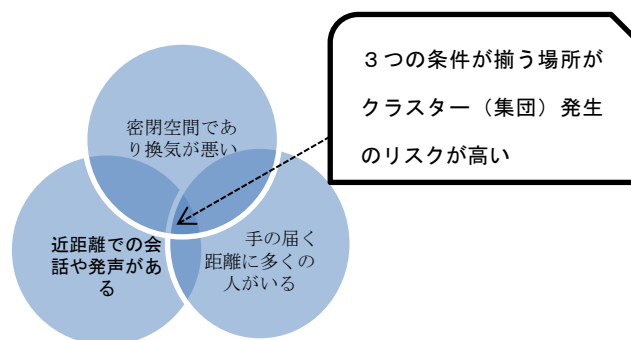 ３つの条件が揃う場所が
クラスター（集団）発生
のリスクが高い
密閉空間であ
り換気が悪い
近距離での会
話や発声があ
る
手の届く
距離に多くの
人がいる